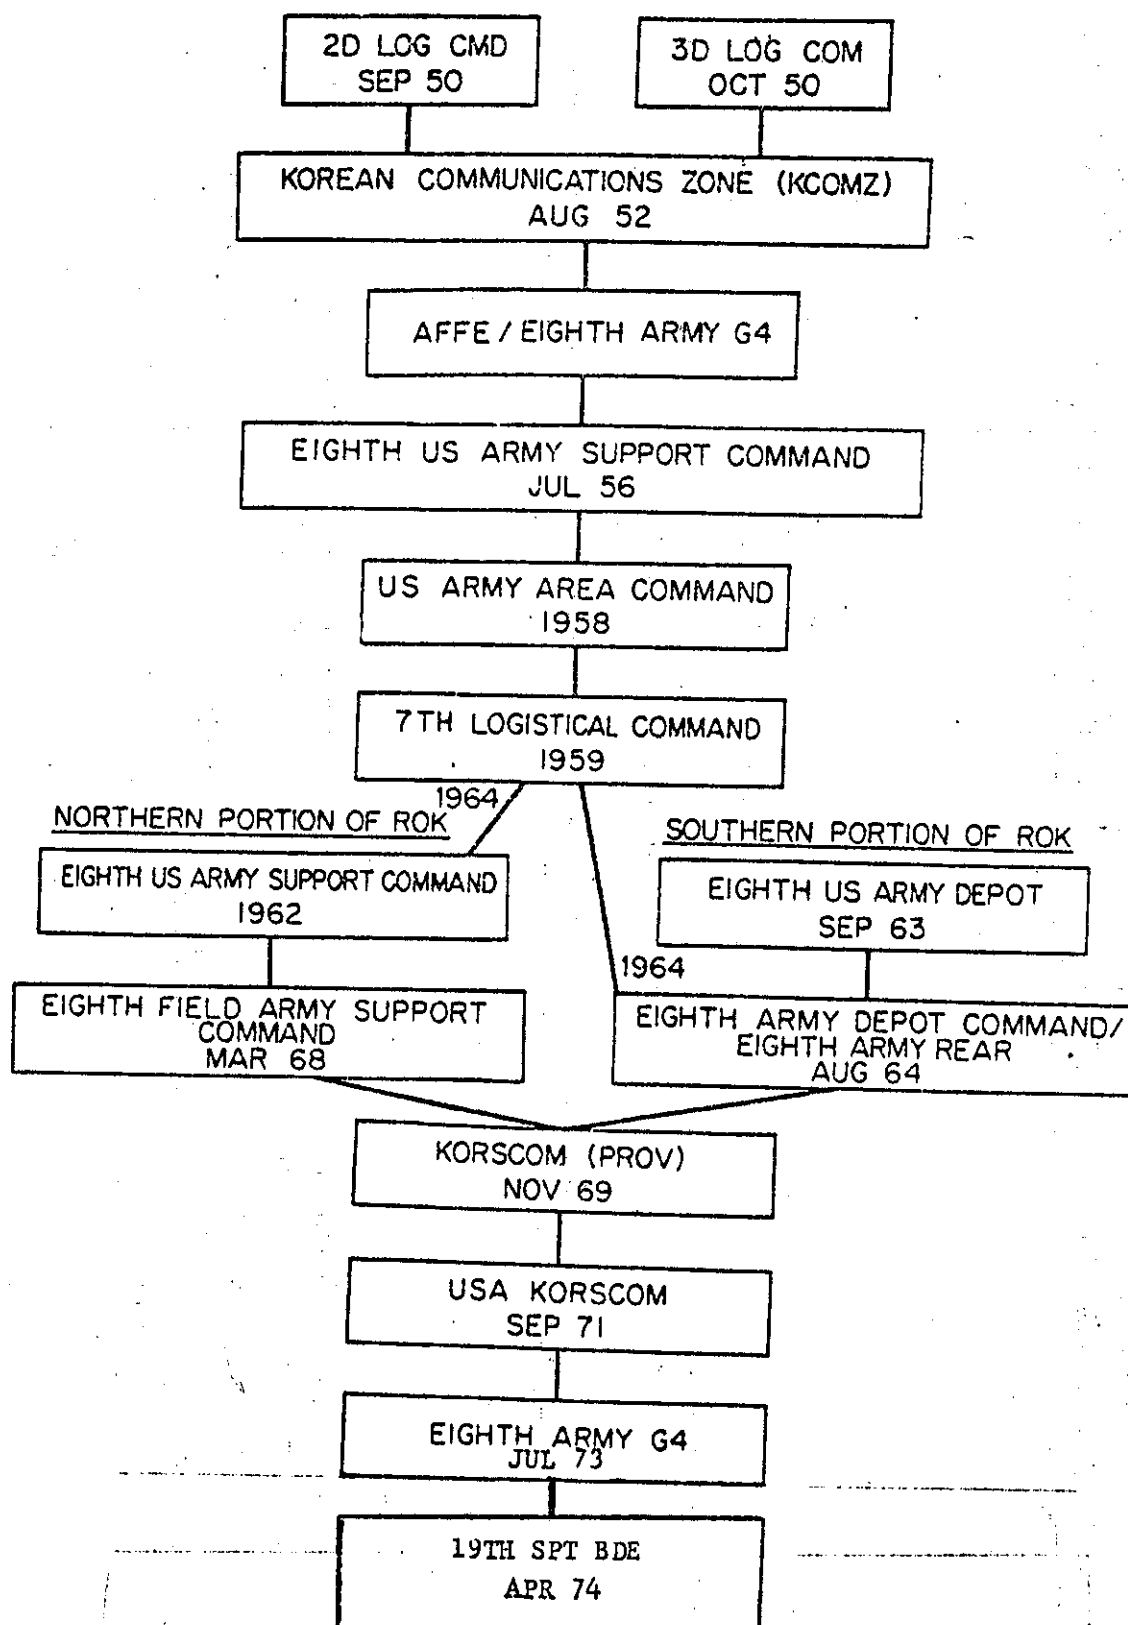 2D LOG CMD
SEP 50
3D LOG COM
OCT 50
KOREAN COMMUNICATIONS ZONE (KCOMZ)
AUG 52
AFFE / EIGHTH ARMY G4
EIGHTH US ARMY SUPPORT COMMAND
JUL 56
US ARMY AREA COMMAND
1958
7TH LOGISTICAL COMMAND
1959
1964
NORTHERN PORTION OF ROK
EIGHTH US ARMY SUPPORT COMMAND
1962
EIGHTH FIELD ARMY SUPPORT
COMMAND
MAR 68
SOUTHERN PORTION OF ROK
EIGHTH US ARMY DEPOT
SEP 63
1964
EIGHTH ARMY DEPOT COMMAND/
EIGHTH ARMY REAR
AUG 64
KORSCOM (PROV)
NOV 69
USA KORSCOM
SEP 71
EIGHTH ARMY G4
JUL 73
19TH SPT BDE
APR 74